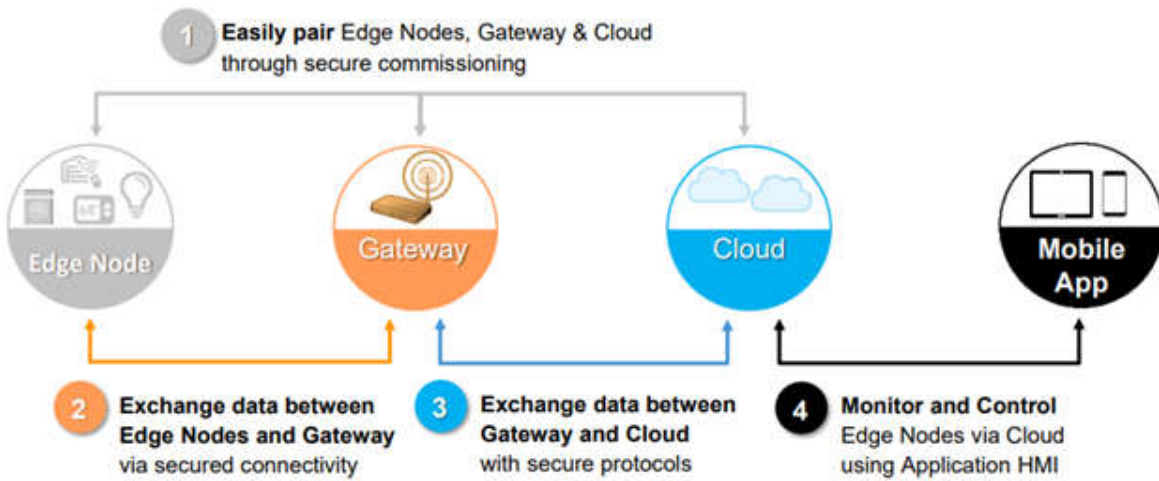 1 Easily pair Edge Nodes, Gateway & Cloud
through secure commissioning
Edge Node
Gateway
Cloud
Mobile
App
2 Exchange data between
Edge Nodes and Gateway
via secured connectivity
3 Exchange data between
Gateway and Cloud
with secure protocols
4 Monitor and Control
Edge Nodes via Cloud
using Application HMI